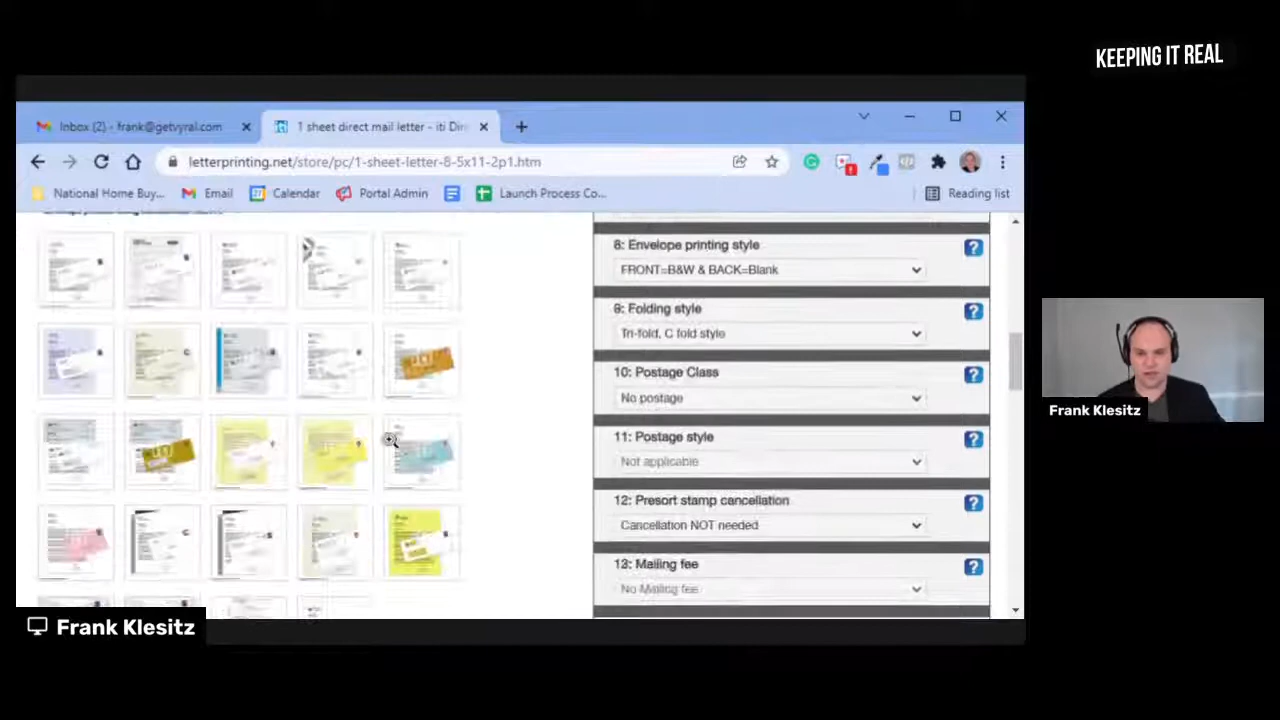 KEEPING IT REAL
Inbox (2) - frank@getvyral.com
1 sheet direct mail letter - iti Dire
letterprinting.net/store/pc/1-sheet-letter-8-5x11-2p1.htm
National Home Buy...
Email
Calendar
Portal Admin
Launch Process Co...
Reading list
8: Envelope printing style
FRONT=B&W & BACK=Blank
9: Folding style
Tri-fold, C fold style
10: Postage Class
No postage
11: Postage style
Not applicable
12: Presort stamp cancellation
Cancellation NOT needed
13: Mailing fee
No Mailing fee
Frank Klesitz
Frank Klesitz